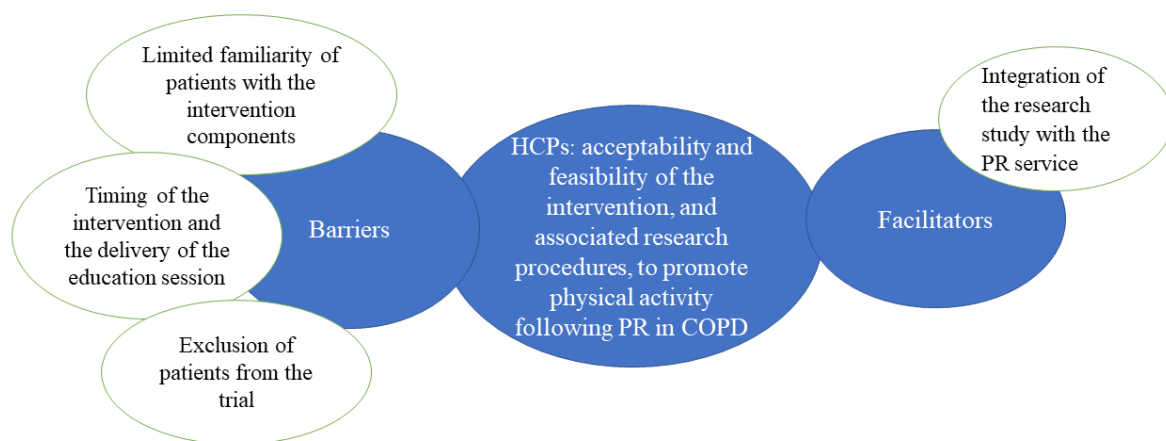 Limited familiarity of
patients with the
intervention
components
Timing of the
intervention and
the delivery of the
education session
Exclusion of
patients from the
trial
Barriers
HCPs: acceptability and
feasibility of the
intervention, and
associated research
procedures, to promote
physical activity
following PR in COPD
Facilitators
Integration of
the research
study with the
PR service